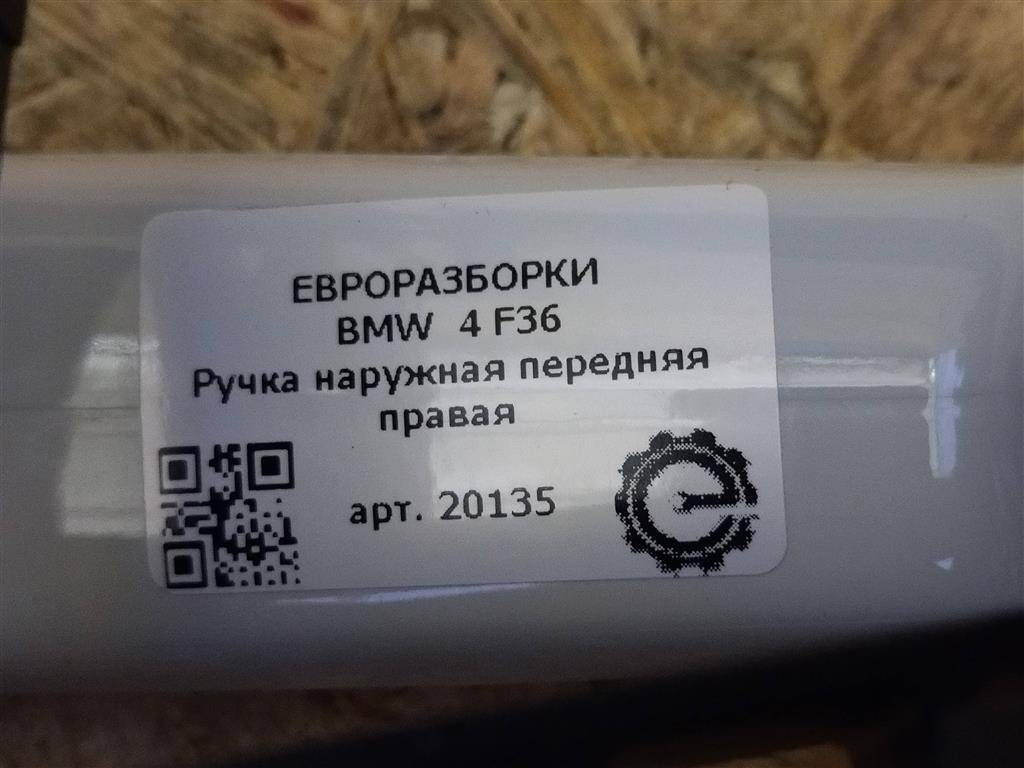 ЕВРОРАЗБОРКИ
BMW 4 F36
Ручка наружная передняя
правая
арт. 20135